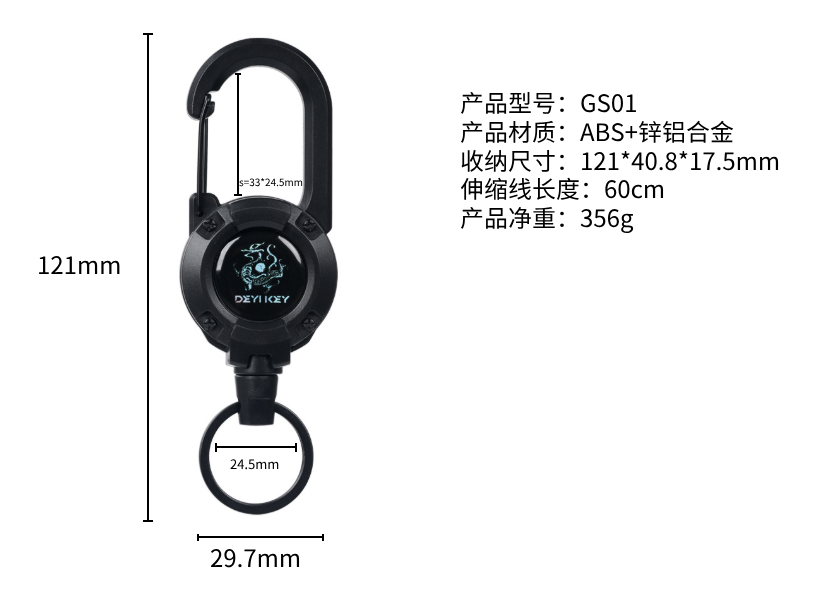 产品型号：GS01
产品材质：ABS+锌铝合金
收纳尺寸：121*40.8*17.5mm
伸缩线长度：60cm
产品净重：356g
s=33*24.5mm
121mm
DEYI KEY
24.5mm
29.7mm